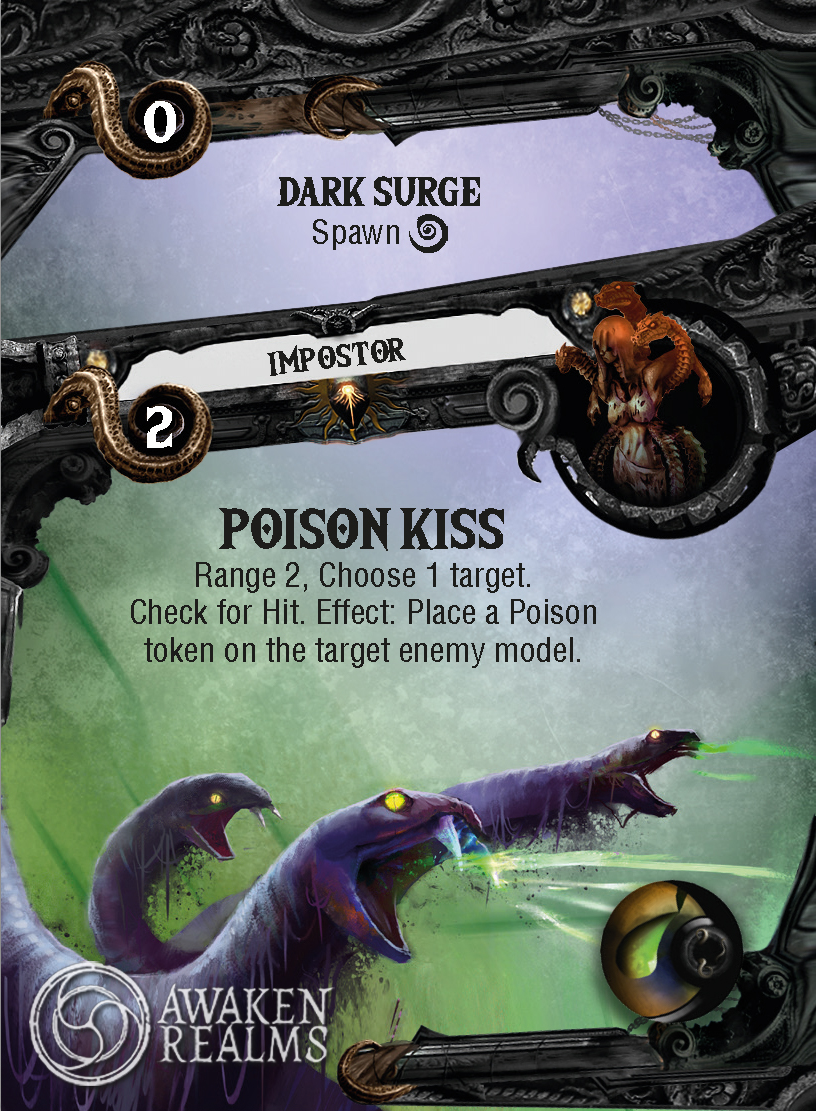 0
DARK SURGE
Spawn
IMPOSTOR
2
POISON KISS
Range 2, Choose 1 target.
Check for Hit. Effect: Place a Poison
token on the target enemy model.
AWAKEN
REALMS